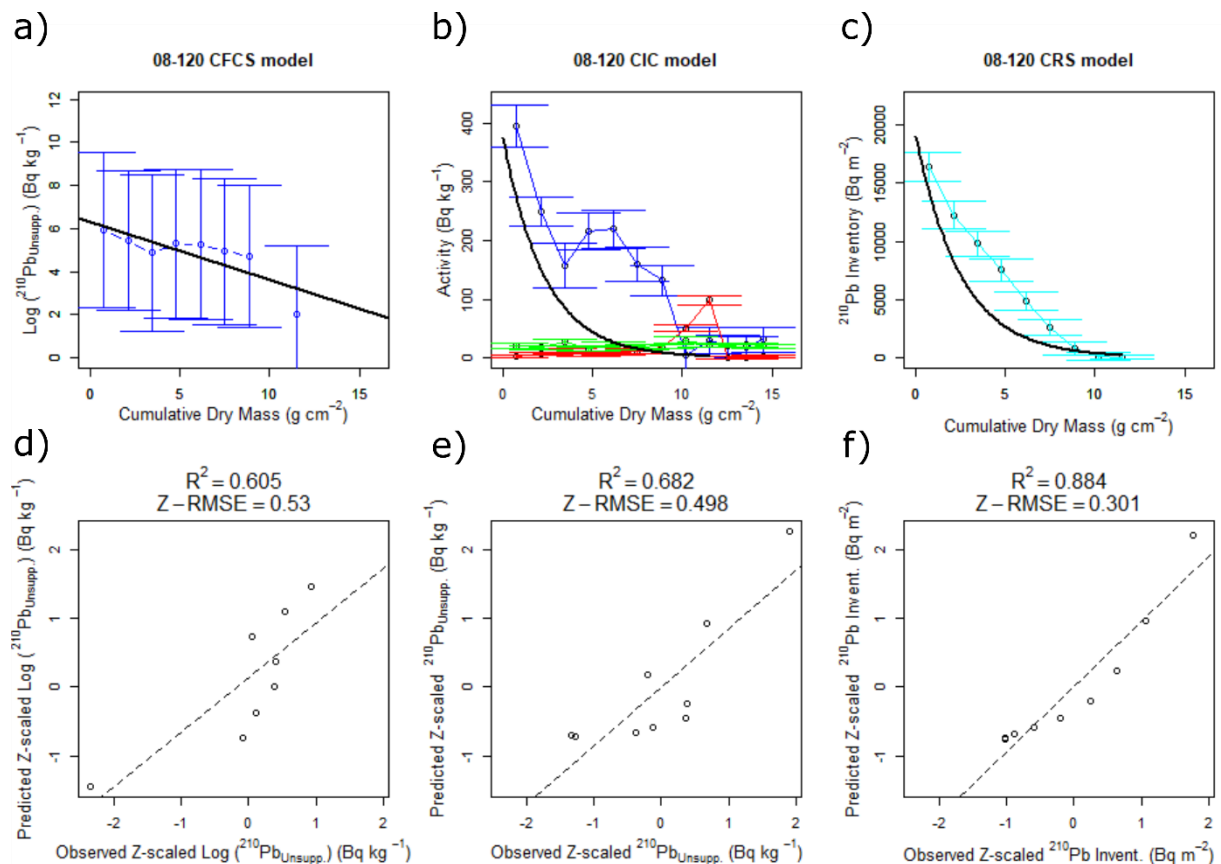 a)
08-120 CFCS model
Log (²¹⁰Pb_Unsupp.) (Bq kg⁻¹)
12
10
8
6
4
2
0
0 5 10 15
Cumulative Dry Mass (g cm⁻²)
b)
08-120 CIC model
Activity (Bq kg⁻¹)
400
300
200
100
0
0 5 10 15
Cumulative Dry Mass (g cm⁻²)
c)
08-120 CRS model
²¹⁰Pb Inventory (Bq m⁻²)
20000
15000
10000
5000
0
0 5 10 15
Cumulative Dry Mass (g cm⁻²)
d)
R² = 0.605
Z−RMSE = 0.53
Predicted Z-scaled Log (²¹⁰Pb_Unsupp.) (Bq kg⁻¹)
2
1
0
-1
-2 -1 0 1 2
Observed Z-scaled Log (²¹⁰Pb_Unsupp.) (Bq kg⁻¹)
e)
R² = 0.682
Z−RMSE = 0.498
Predicted Z-scaled ²¹⁰Pb_Unsupp. (Bq kg⁻¹)
2
1
0
-1
-2 -1 0 1 2
Observed Z-scaled ²¹⁰Pb_Unsupp. (Bq kg⁻¹)
f)
R² = 0.884
Z−RMSE = 0.301
Predicted Z-scaled ²¹⁰Pb Invent. (Bq m⁻²)
2
1
0
-1
-2 -1 0 1 2
Observed Z-scaled ²¹⁰Pb Invent. (Bq m⁻²)